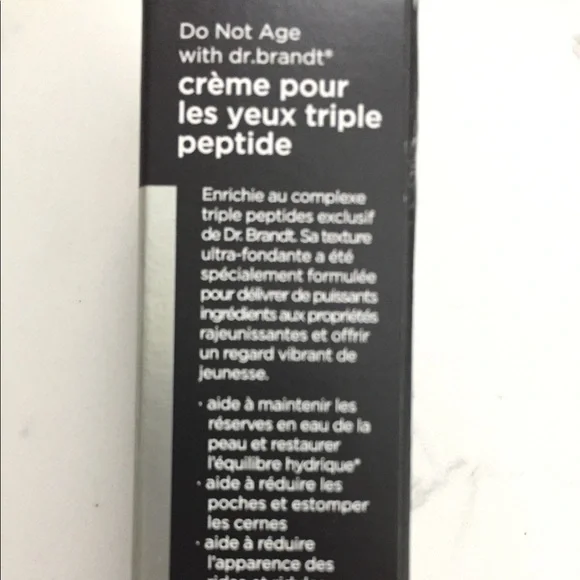 Do Not Age
with dr.brandt®
crème pour
les yeux triple
peptide
Enrichie au complexe
triple peptides exclusif
de Dr. Brandt. Sa texture
ultra-fondante a été
spécialement formulée
pour délivrer de puissants
ingrédients aux propriétés
rajeunissantes et offrir
un regard vibrant de
jeunesse.
· aide à maintenir les
réserves en eau de la
peau et restaurer
l'équilibre hydrique*
· aide à réduire les
poches et estomper
les cernes
· aide à réduire
l'apparence des